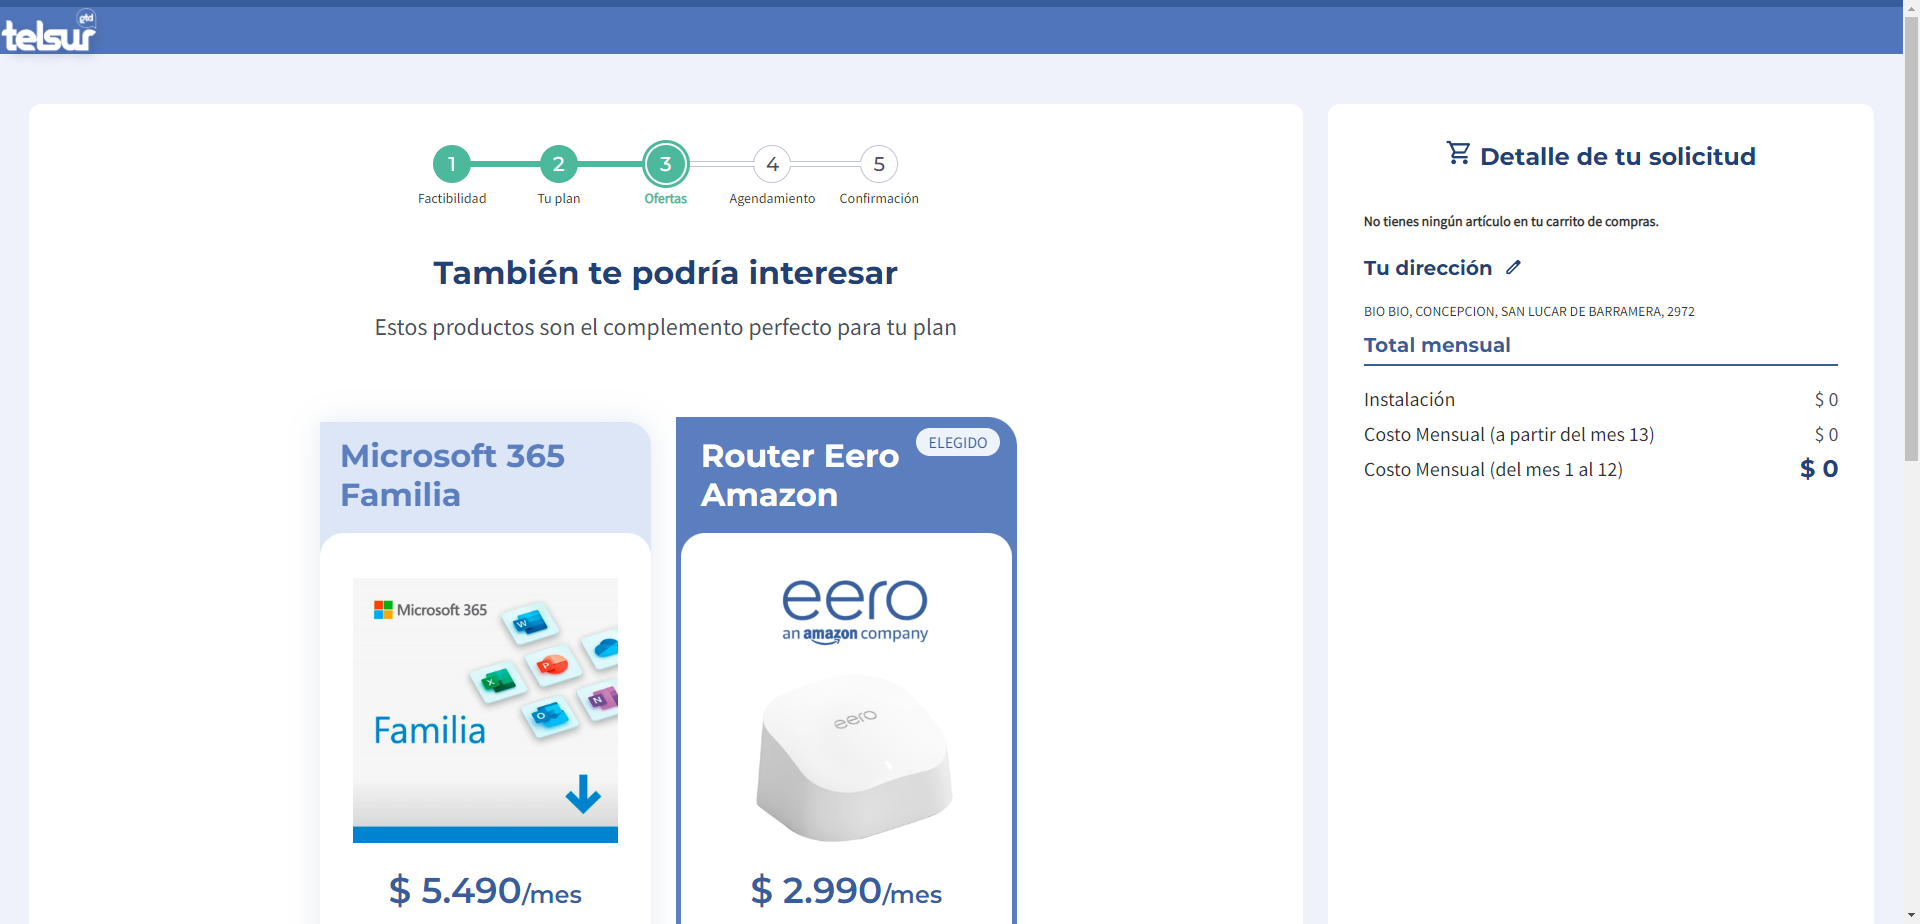 gtd
telsur
1
2
3
4
5
Factibilidad
Tu plan
Ofertas
Agendamiento
Confirmación
También te podría interesar
Estos productos son el complemento perfecto para tu plan
Microsoft 365
Familia
Microsoft 365
W
P
X
N
O
Familia
$ 5.490/mes
ELEGIDO
Router Eero
Amazon
eero
an amazon company
eero
$ 2.990/mes
Detalle de tu solicitud
No tienes ningún artículo en tu carrito de compras.
Tu dirección
BIO BIO, CONCEPCION, SAN LUCAR DE BARRAMERA, 2972
Total mensual
Instalación $ 0
Costo Mensual (a partir del mes 13) $ 0
Costo Mensual (del mes 1 al 12) $ 0